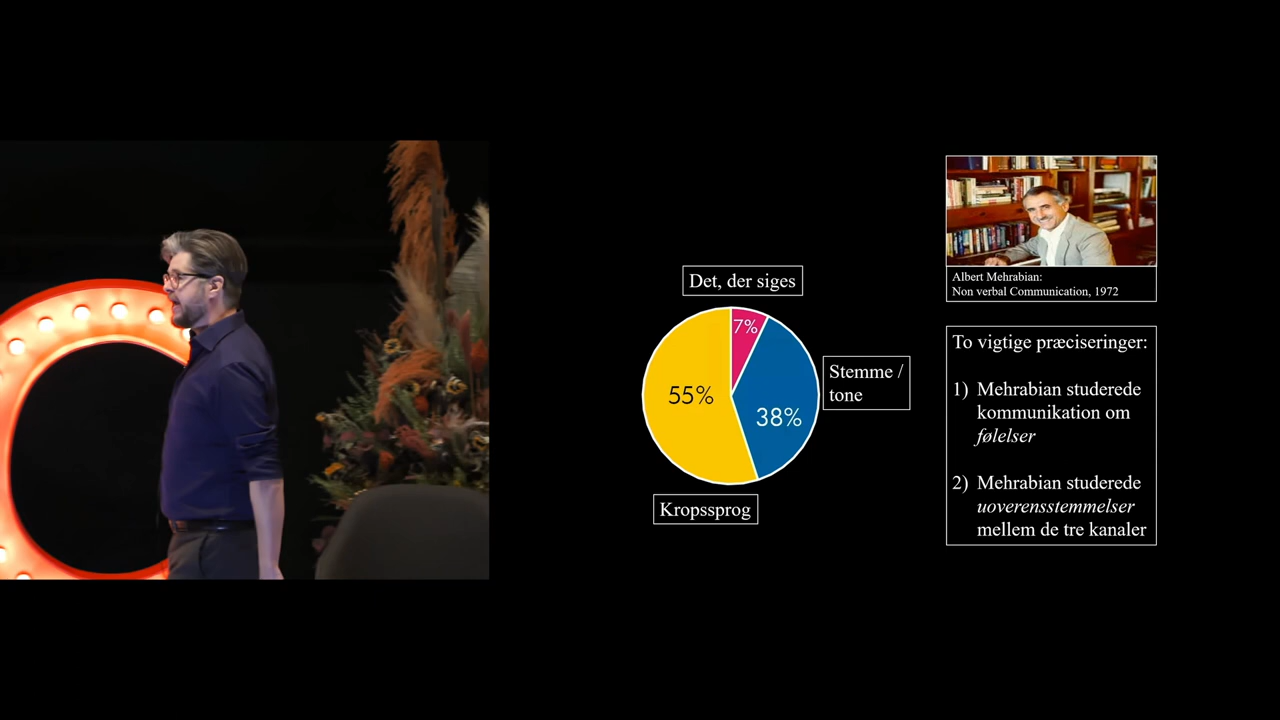 Det, der siges
7%
55%
38%
Stemme /
tone
Kropssprog
Albert Mehrabian:
Non verbal Communication, 1972
To vigtige præciseringer:
1) Mehrabian studerede
kommunikation om
følelser
2) Mehrabian studerede
uoverensstemmelser
mellem de tre kanaler